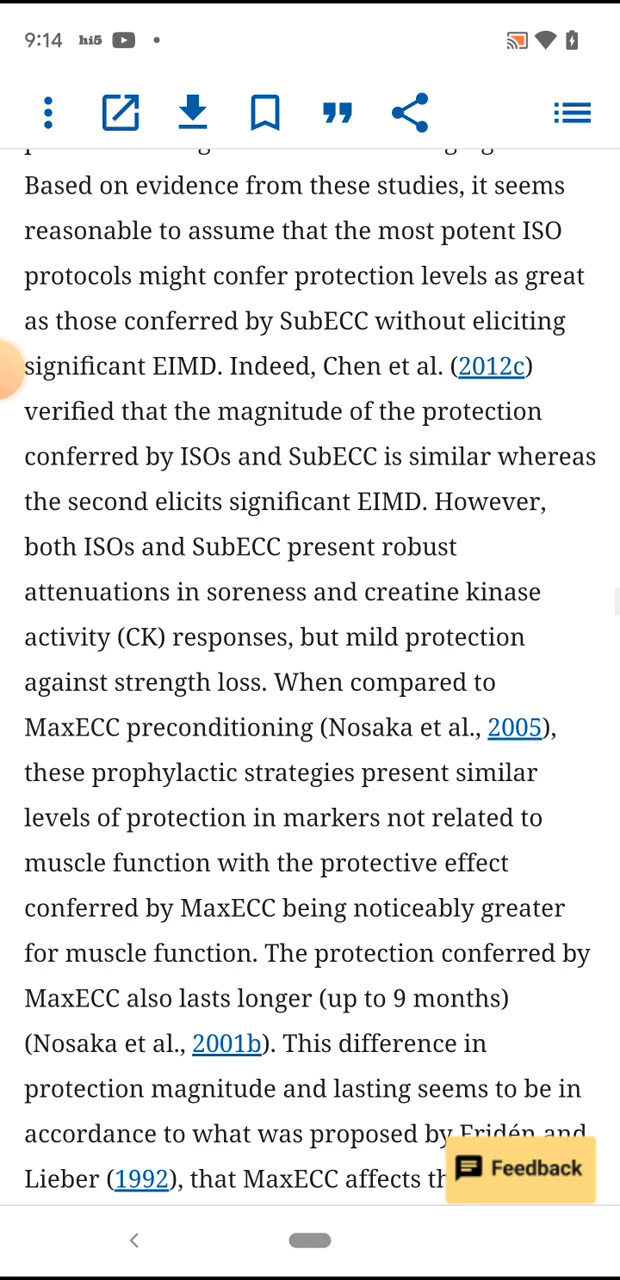 9:14 hi5
Based on evidence from these studies, it seems
reasonable to assume that the most potent ISO
protocols might confer protection levels as great
as those conferred by SubECC without eliciting
significant EIMD. Indeed, Chen et al. (2012c)
verified that the magnitude of the protection
conferred by ISOs and SubECC is similar whereas
the second elicits significant EIMD. However,
both ISOs and SubECC present robust
attenuations in soreness and creatine kinase
activity (CK) responses, but mild protection
against strength loss. When compared to
MaxECC preconditioning (Nosaka et al., 2005),
these prophylactic strategies present similar
levels of protection in markers not related to
muscle function with the protective effect
conferred by MaxECC being noticeably greater
for muscle function. The protection conferred by
MaxECC also lasts longer (up to 9 months)
(Nosaka et al., 2001b). This difference in
protection magnitude and lasting seems to be in
accordance to what was proposed by Fridén and
Lieber (1992), that MaxECC affects
Feedback